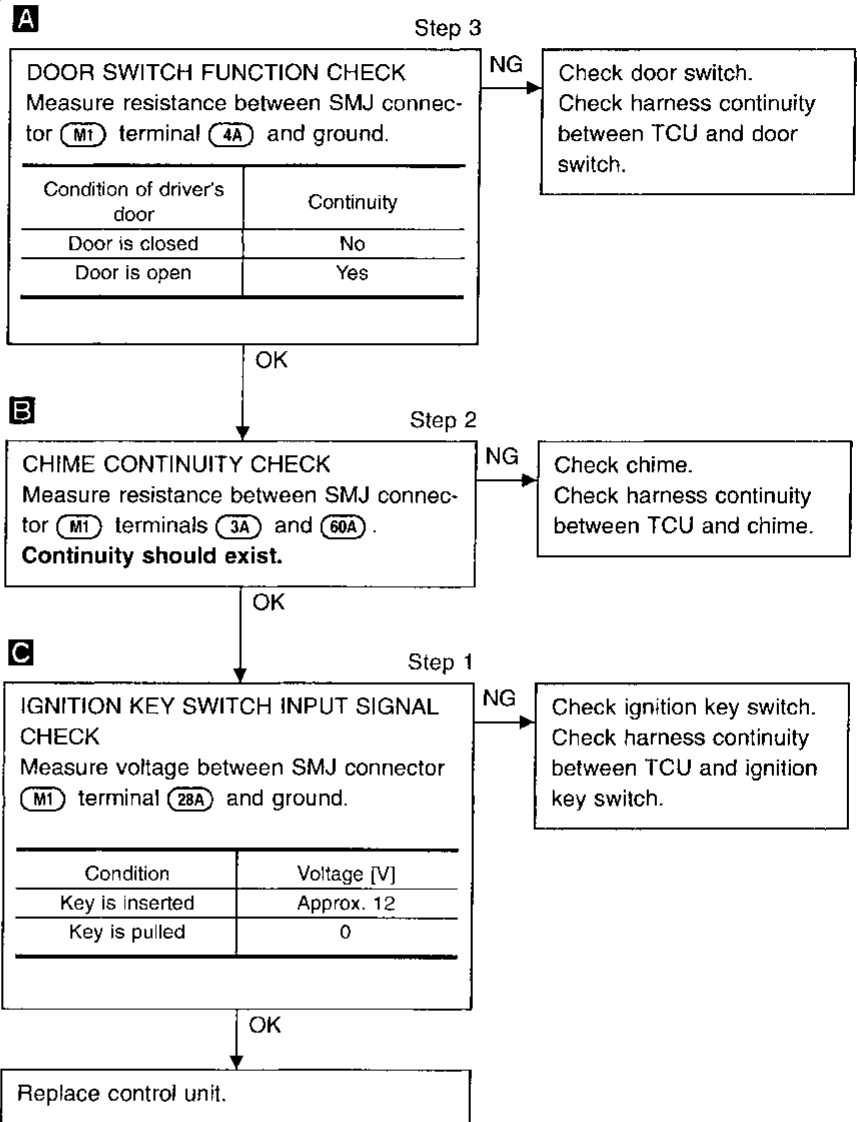 A
Step 3
DOOR SWITCH FUNCTION CHECK
Measure resistance between SMJ connec-
tor M1 terminal 4A and ground.
Condition of driver's door | Continuity
Door is closed | No
Door is open | Yes
NG
Check door switch.
Check harness continuity
between TCU and door
switch.
OK
B
Step 2
CHIME CONTINUITY CHECK
Measure resistance between SMJ connec-
tor M1 terminals 3A and 60A .
Continuity should exist.
NG
Check chime.
Check harness continuity
between TCU and chime.
OK
C
Step 1
IGNITION KEY SWITCH INPUT SIGNAL
CHECK
Measure voltage between SMJ connector
M1 terminal 28A and ground.
Condition | Voltage [V]
Key is inserted | Approx. 12
Key is pulled | 0
NG
Check ignition key switch.
Check harness continuity
between TCU and ignition
key switch.
OK
Replace control unit.